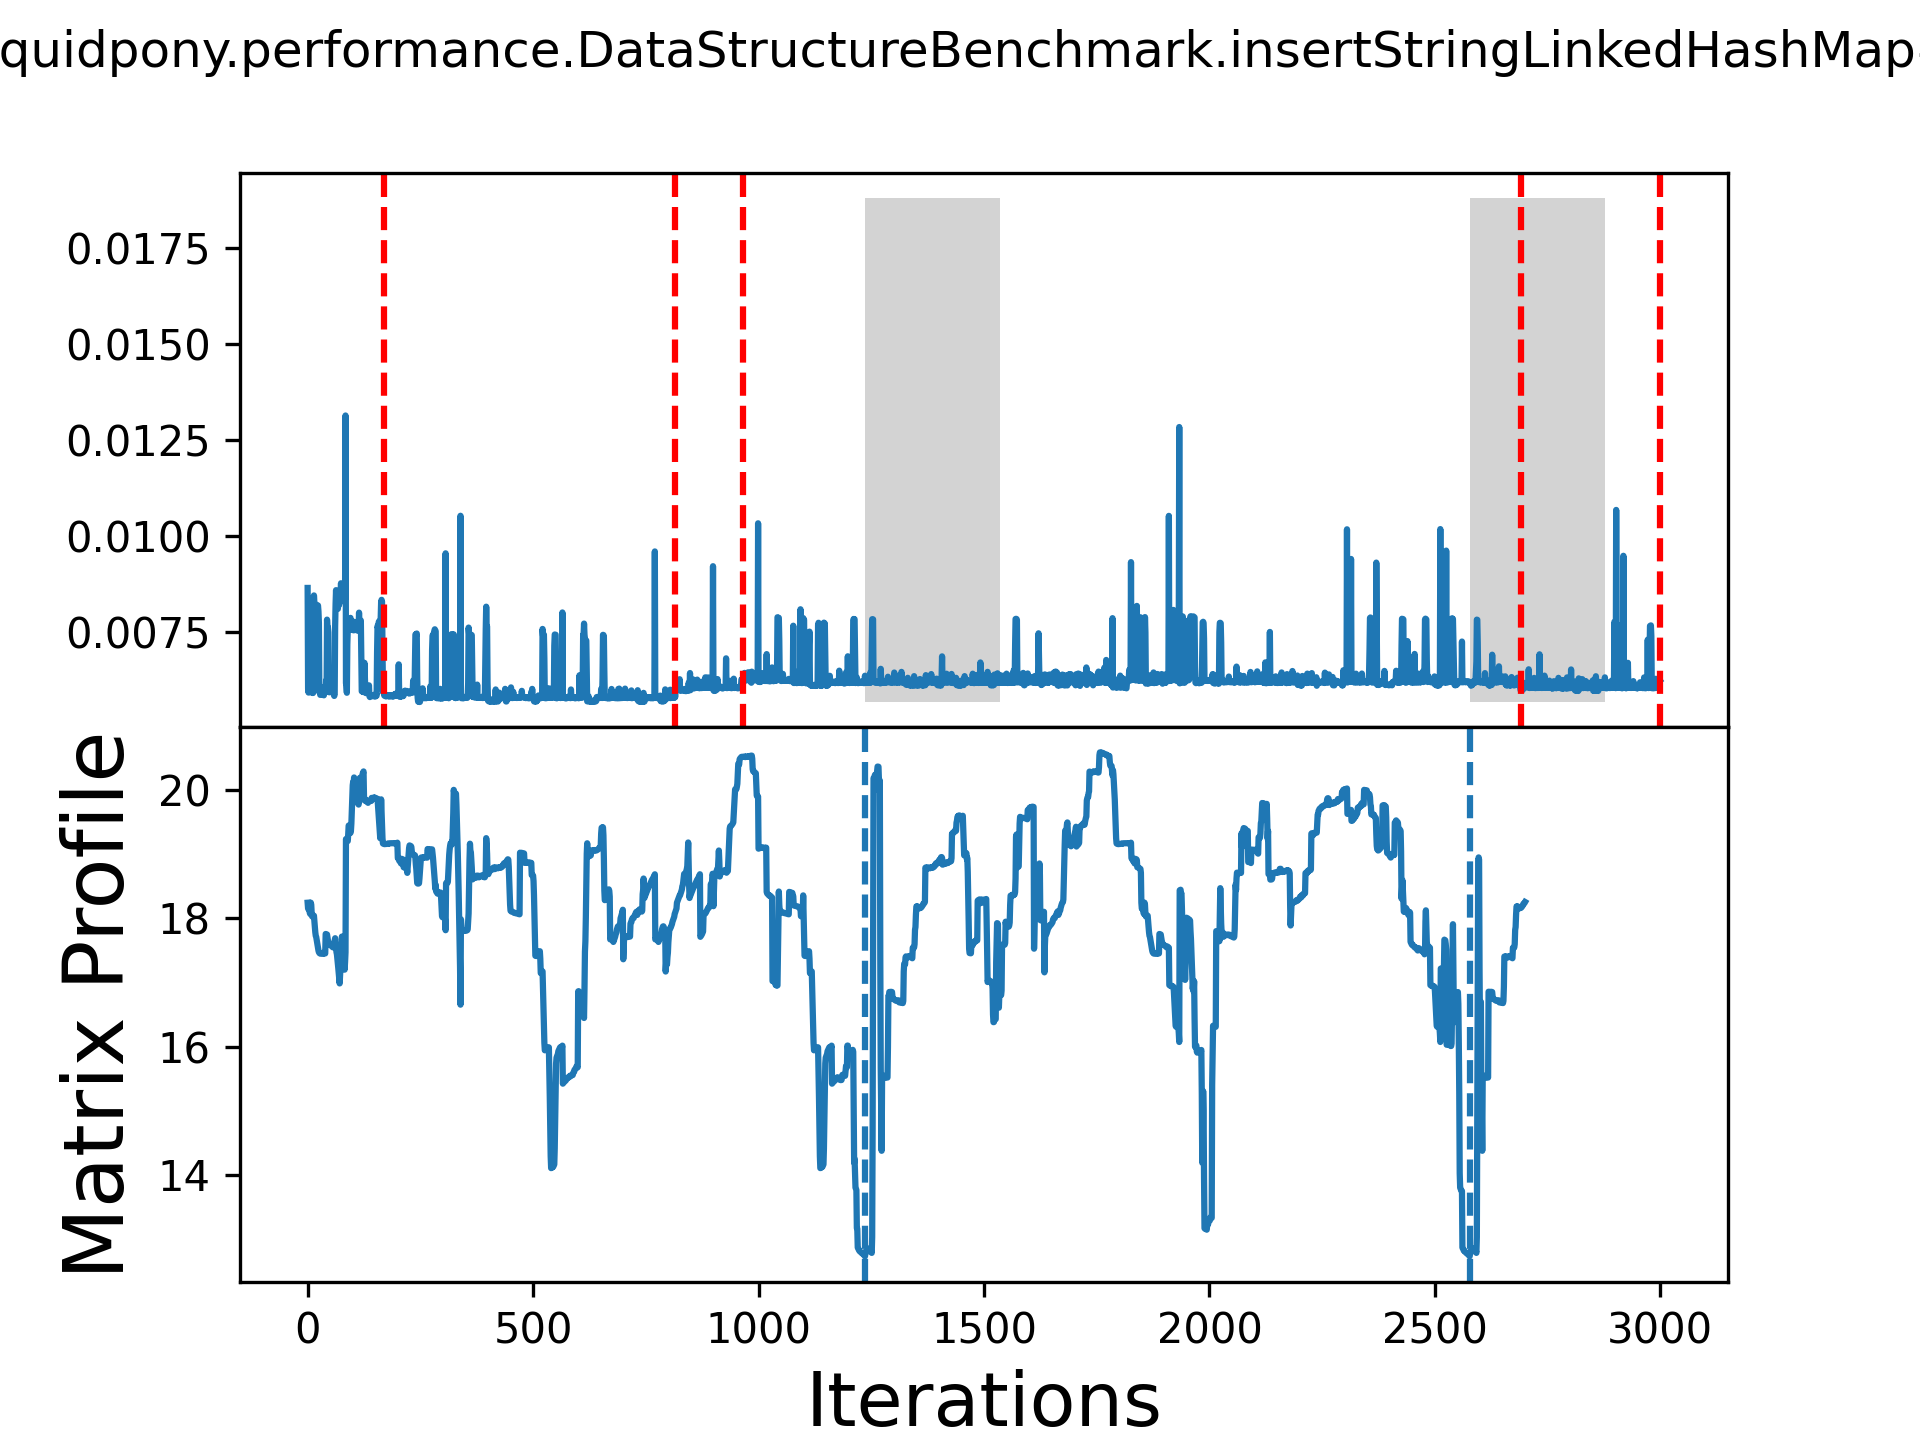 quidpony.performance.DataStructureBenchmark.insertStringLinkedHashMap
0.0175
0.0150
0.0125
0.0100
0.0075
Matrix Profile
20
18
16
14
0 500 1000 1500 2000 2500 3000
Iterations